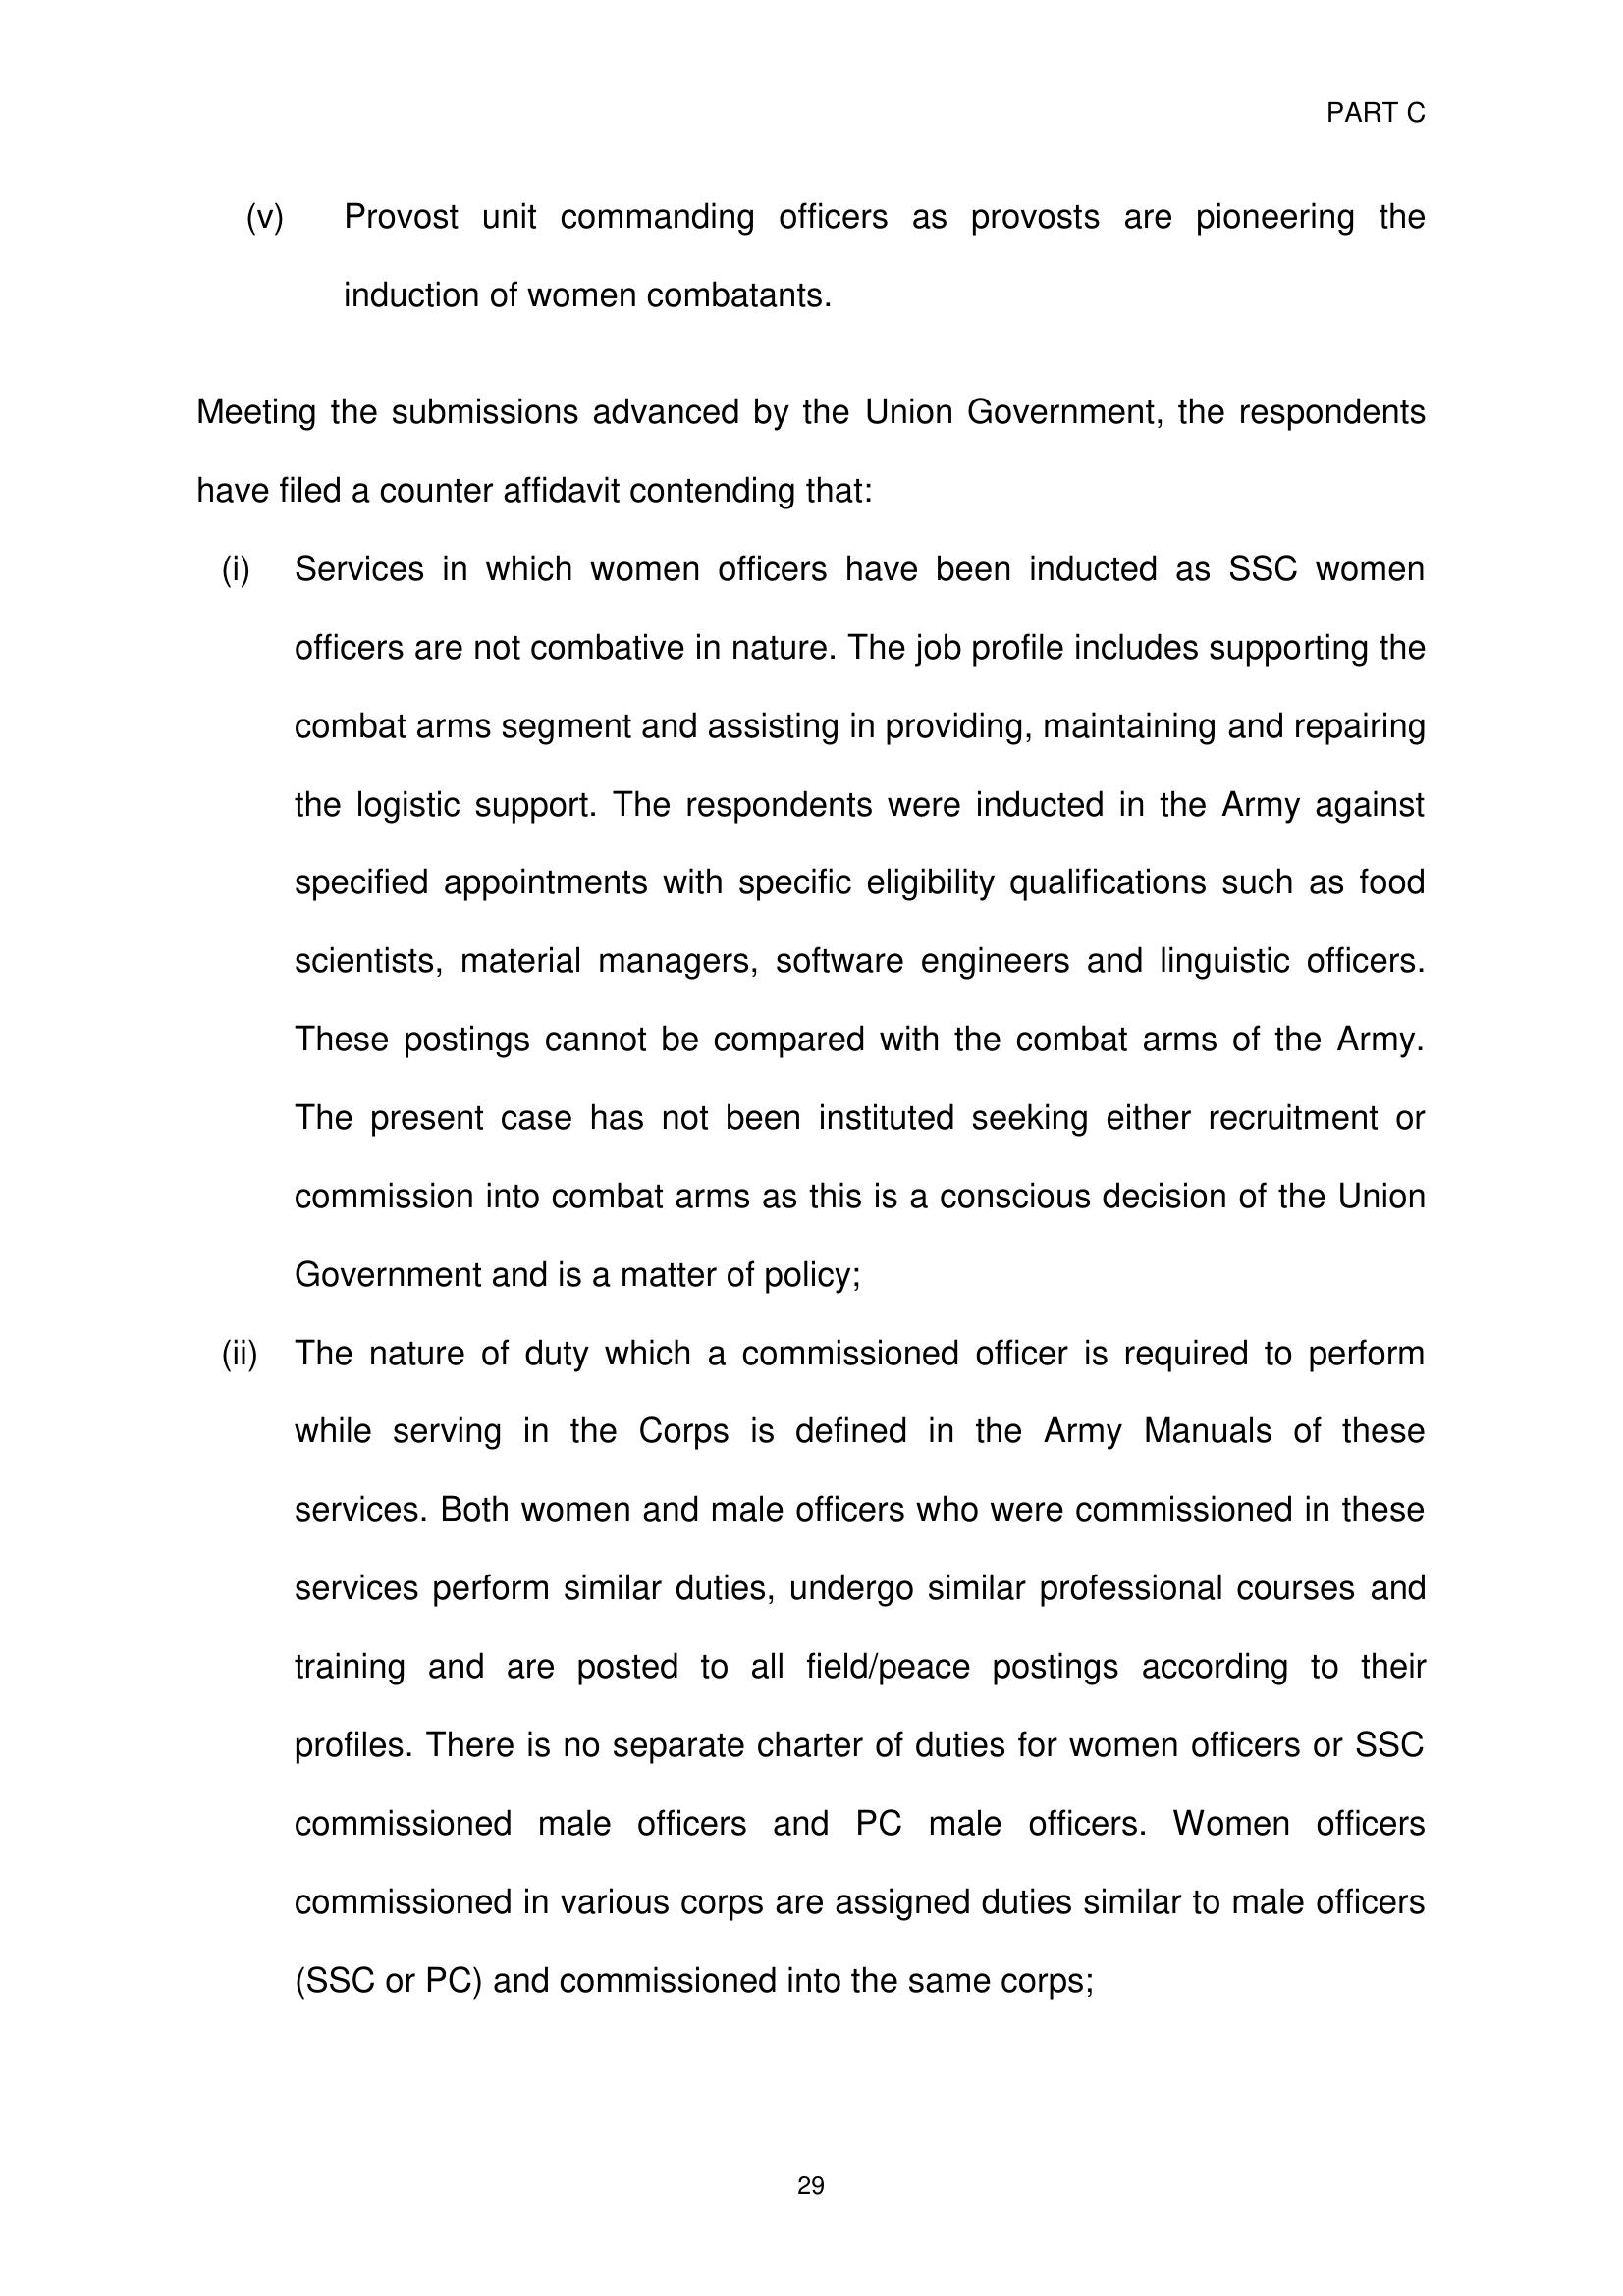 PART C
(v) Provost unit commanding officers as provosts are pioneering the
induction of women combatants.
Meeting the submissions advanced by the Union Government, the respondents
have filed a counter affidavit contending that:
(i) Services in which women officers have been inducted as SSC women
officers are not combative in nature. The job profile includes supporting the
combat arms segment and assisting in providing, maintaining and repairing
the logistic support. The respondents were inducted in the Army against
specified appointments with specific eligibility qualifications such as food
scientists, material managers, software engineers and linguistic officers.
These postings cannot be compared with the combat arms of the Army.
The present case has not been instituted seeking either recruitment or
commission into combat arms as this is a conscious decision of the Union
Government and is a matter of policy;
(ii) The nature of duty which a commissioned officer is required to perform
while serving in the Corps is defined in the Army Manuals of these
services. Both women and male officers who were commissioned in these
services perform similar duties, undergo similar professional courses and
training and are posted to all field/peace postings according to their
profiles. There is no separate charter of duties for women officers or SSC
commissioned male officers and PC male officers. Women officers
commissioned in various corps are assigned duties similar to male officers
(SSC or PC) and commissioned into the same corps;
29